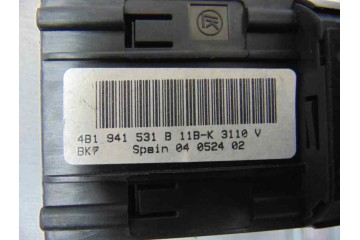 4B1 941 531 B 11B-K 3110 V
BK7 Spain 04 0524 02